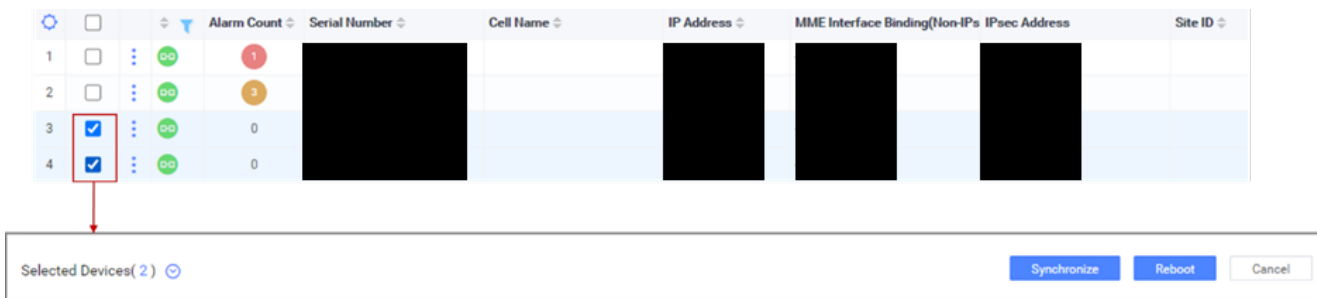 Alarm Count Serial Number Cell Name IP Address MME Interface Binding(Non-IPs IPsec Address Site ID
1 1
2 3
3 0
4 0
Selected Devices( 2 ) Synchronize Reboot Cancel